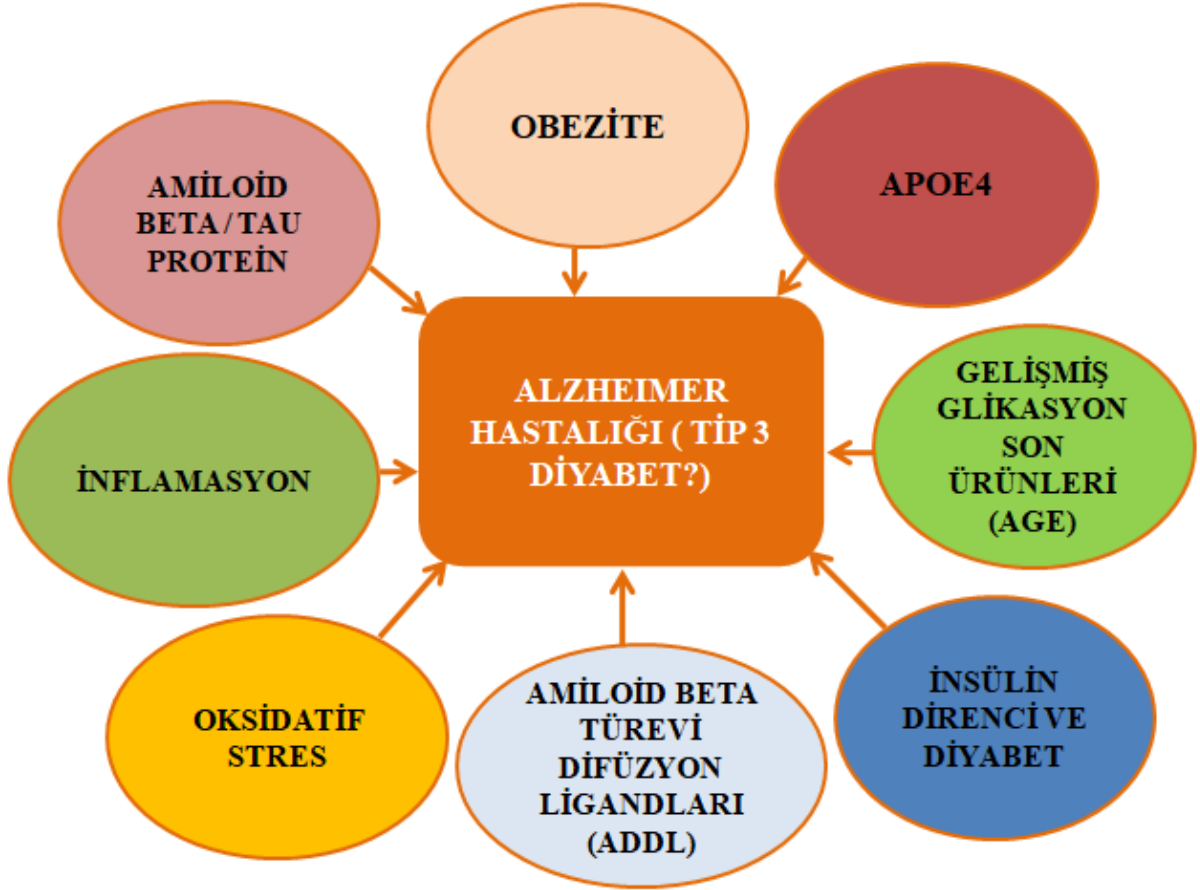 OBEZİTE
APOE4
AMİLOİD
BETA / TAU
PROTEİN
ALZHEIMER
HASTALIĞI ( TİP 3
DİYABET?)
GELİŞMİŞ
GLİKASYON
SON
ÜRÜNLERİ
(AGE)
İNFLAMASYON
OKSİDATİF
STRES
AMİLOİD BETA
TÜREVİ
DİFÜZYON
LİGANDLARI
(ADDL)
İNSÜLİN
DİRENCİ VE
DİYABET